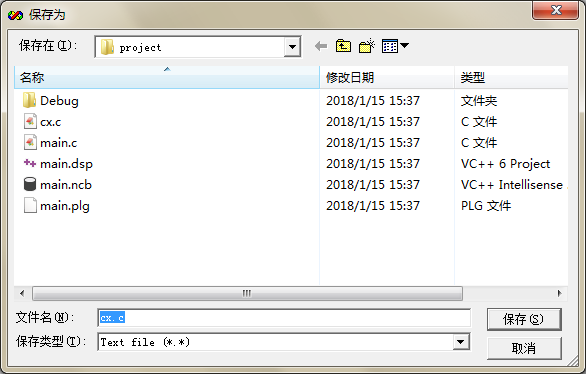 保存为
保存在(I): project
名称 修改日期 类型
Debug 2018/1/15 15:37 文件夹
cx.c 2018/1/15 15:37 C 文件
main.c 2018/1/15 15:37 C 文件
main.dsp 2018/1/15 15:37 VC++ 6 Project
main.ncb 2018/1/15 15:37 VC++ Intellisense
main.plg 2018/1/15 15:37 PLG 文件
文件名(N): cx.c 保存(S)
保存类型(T): Text file (*.*) 取消